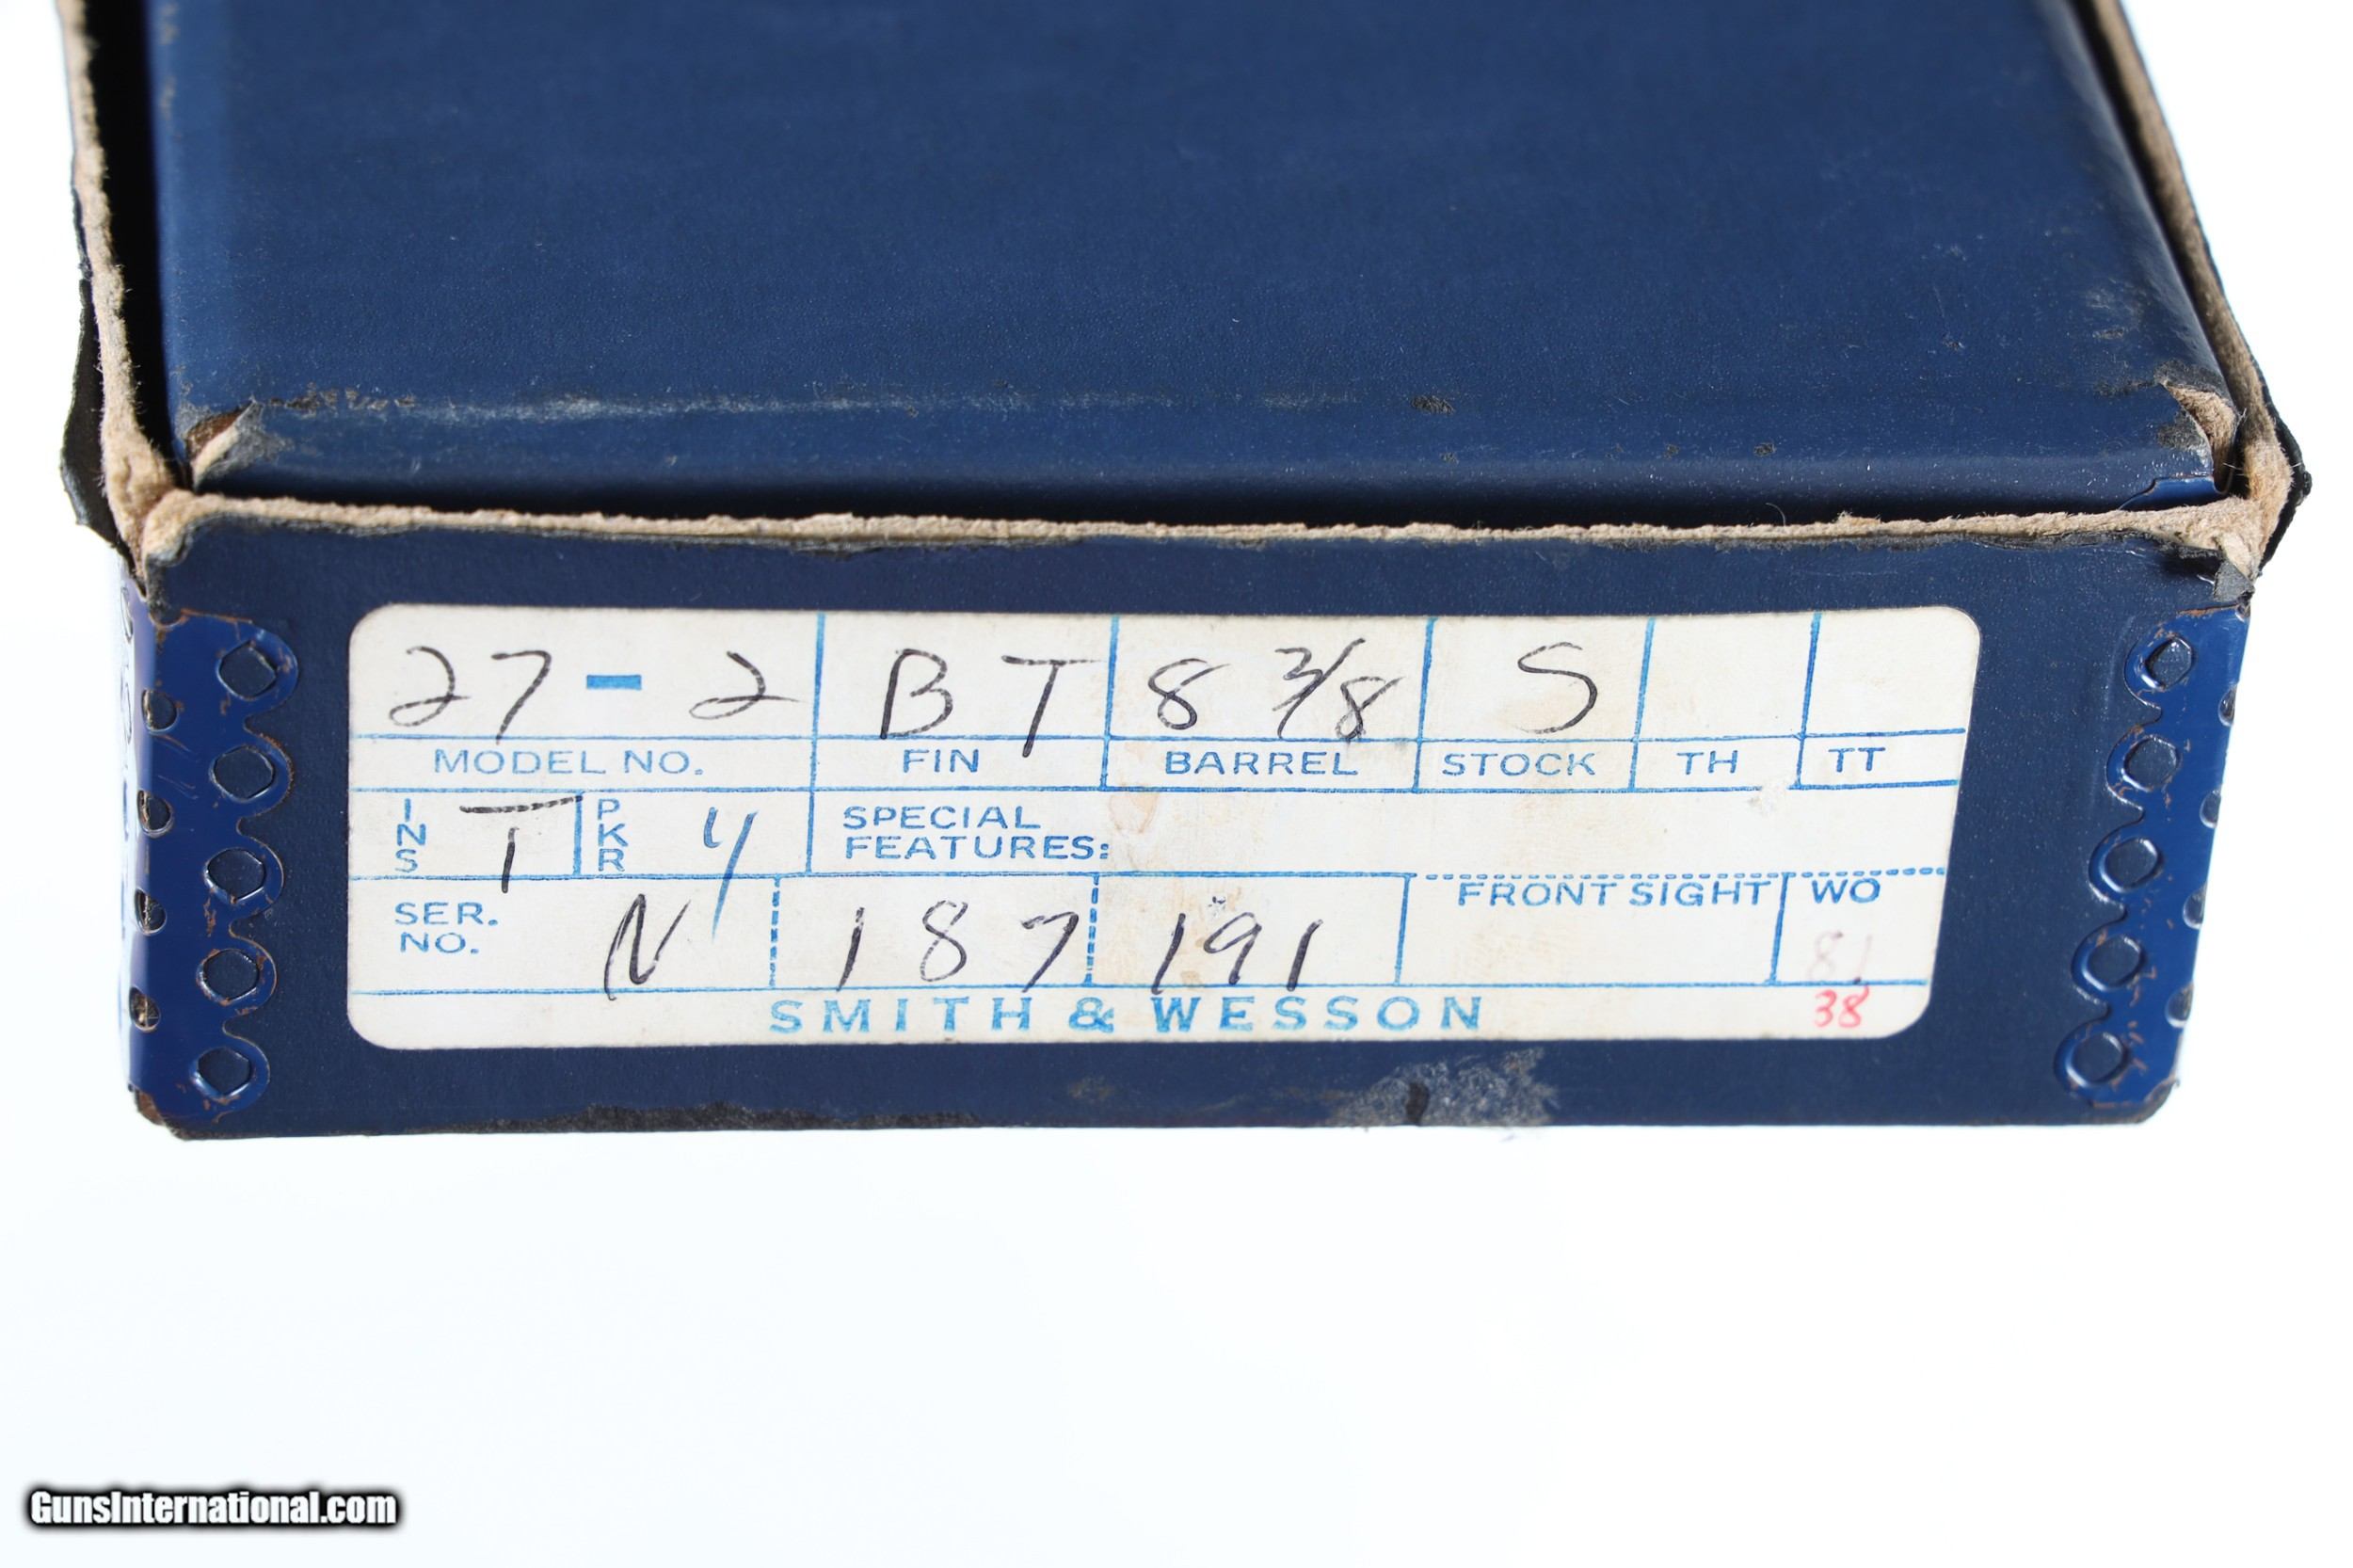 27-2 BT 8 3/8 S
MODEL NO. FIN BARREL STOCK TH TT
INS T PKR y SPECIAL
FEATURES:
SER.
NO. N 187 191 FRONT SIGHT WO
81
38
SMITH & WESSON
GunsInternational.com